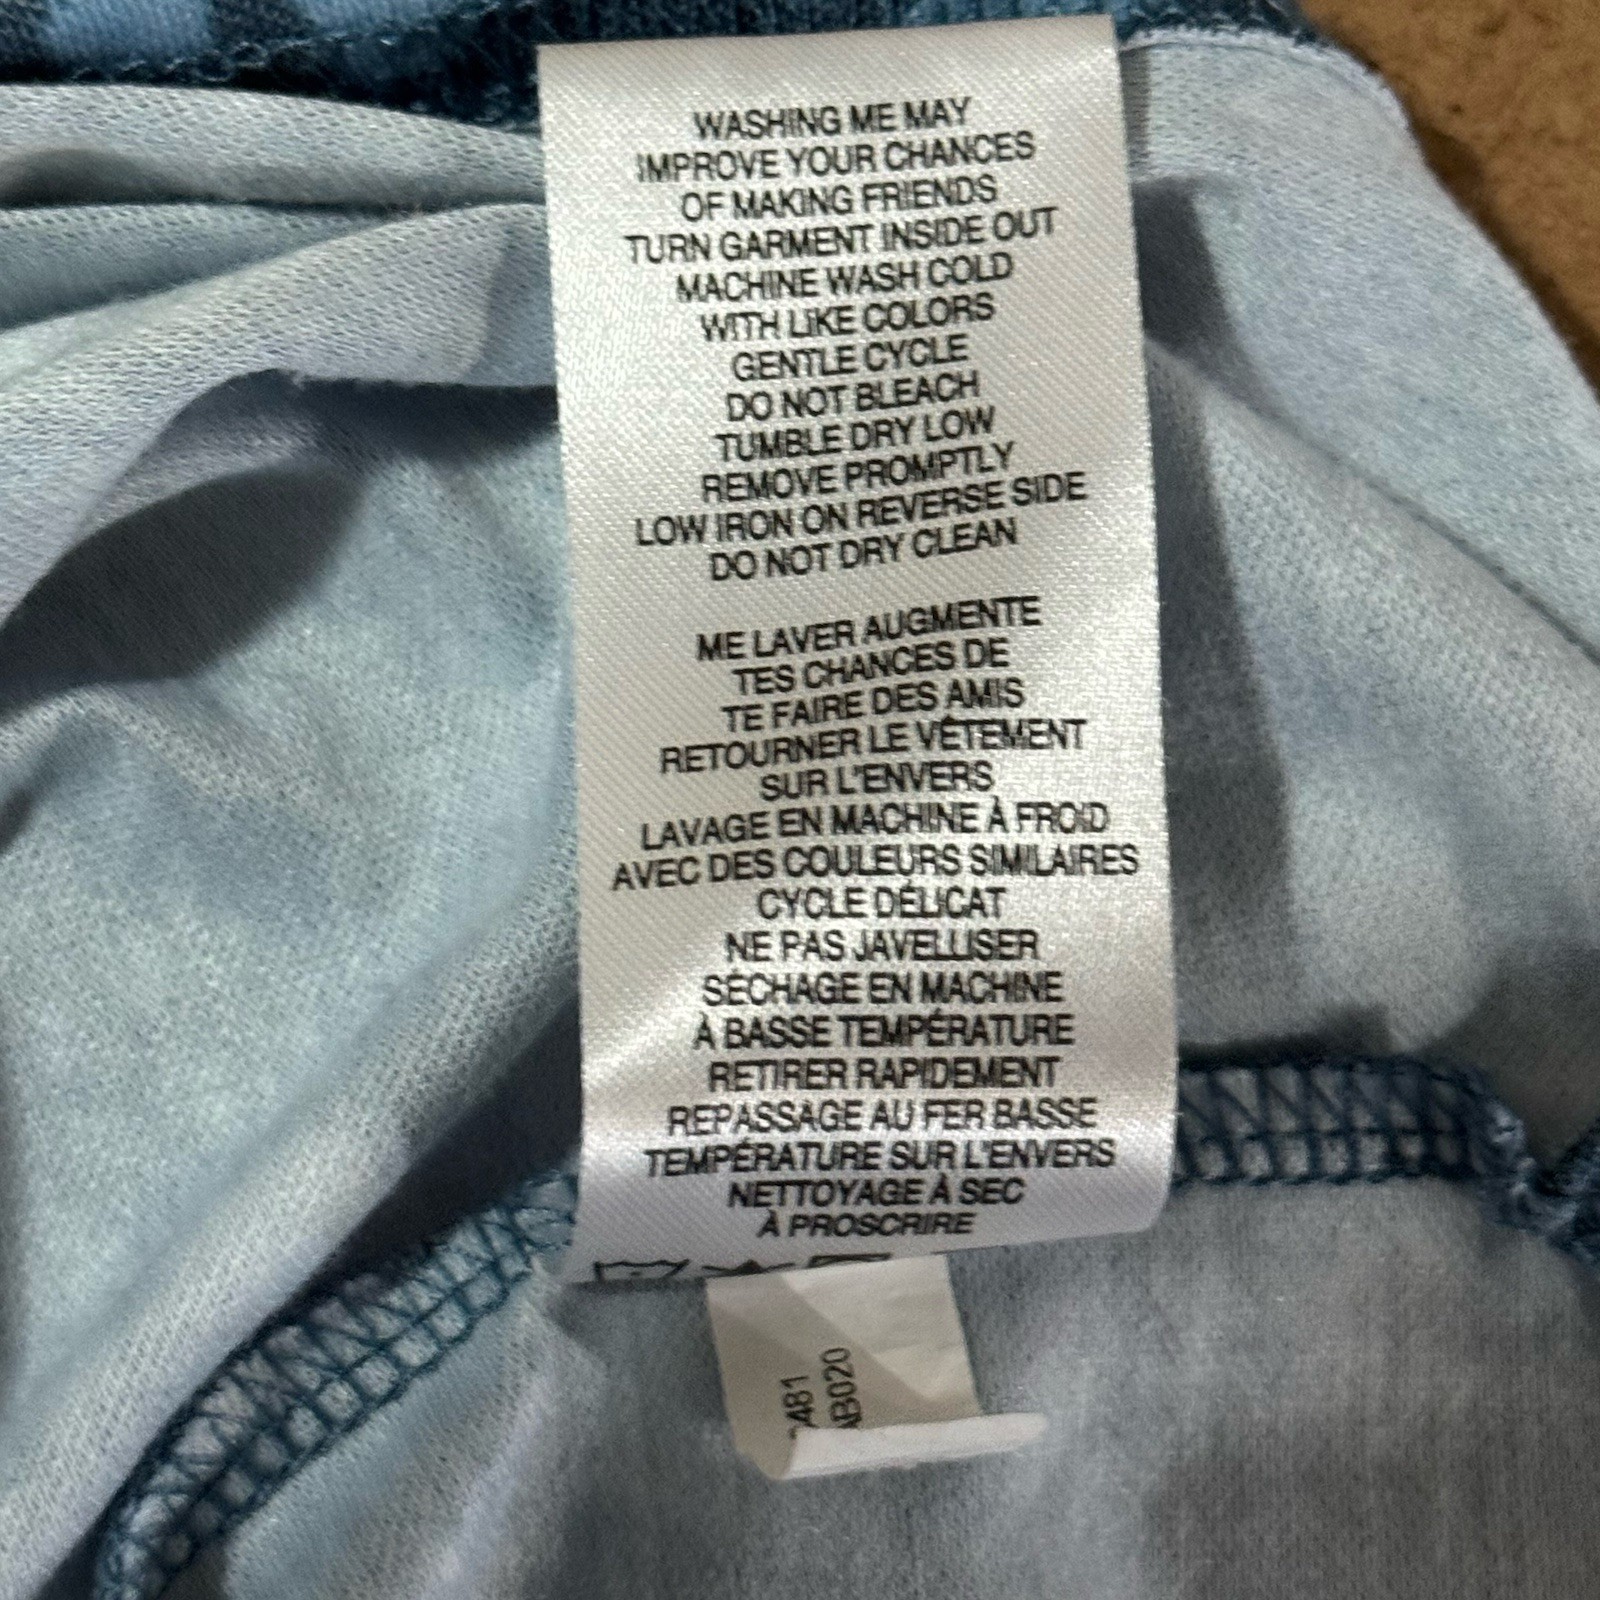 WASHING ME MAY
IMPROVE YOUR CHANCES
OF MAKING FRIENDS
TURN GARMENT INSIDE OUT
MACHINE WASH COLD
WITH LIKE COLORS
GENTLE CYCLE
DO NOT BLEACH
TUMBLE DRY LOW
REMOVE PROMPTLY
LOW IRON ON REVERSE SIDE
DO NOT DRY CLEAN
ME LAVER AUGMENTE
TES CHANCES DE
TE FAIRE DES AMIS
RETOURNER LE VÊTEMENT
SUR L'ENVERS
LAVAGE EN MACHINE À FROID
AVEC DES COULEURS SIMILAIRES
CYCLE DÉLICAT
NE PAS JAVELLISER
SÉCHAGE EN MACHINE
À BASSE TEMPÉRATURE
RETIRER RAPIDEMENT
REPASSAGE AU FER BASSE
TEMPÉRATURE SUR L'ENVERS
NETTOYAGE À SEC
À PROSCRIRE